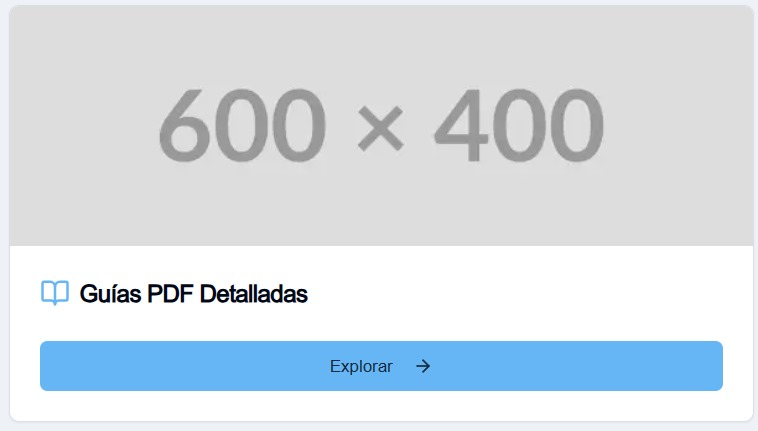 600 × 400
Guías PDF Detalladas
Explorar →